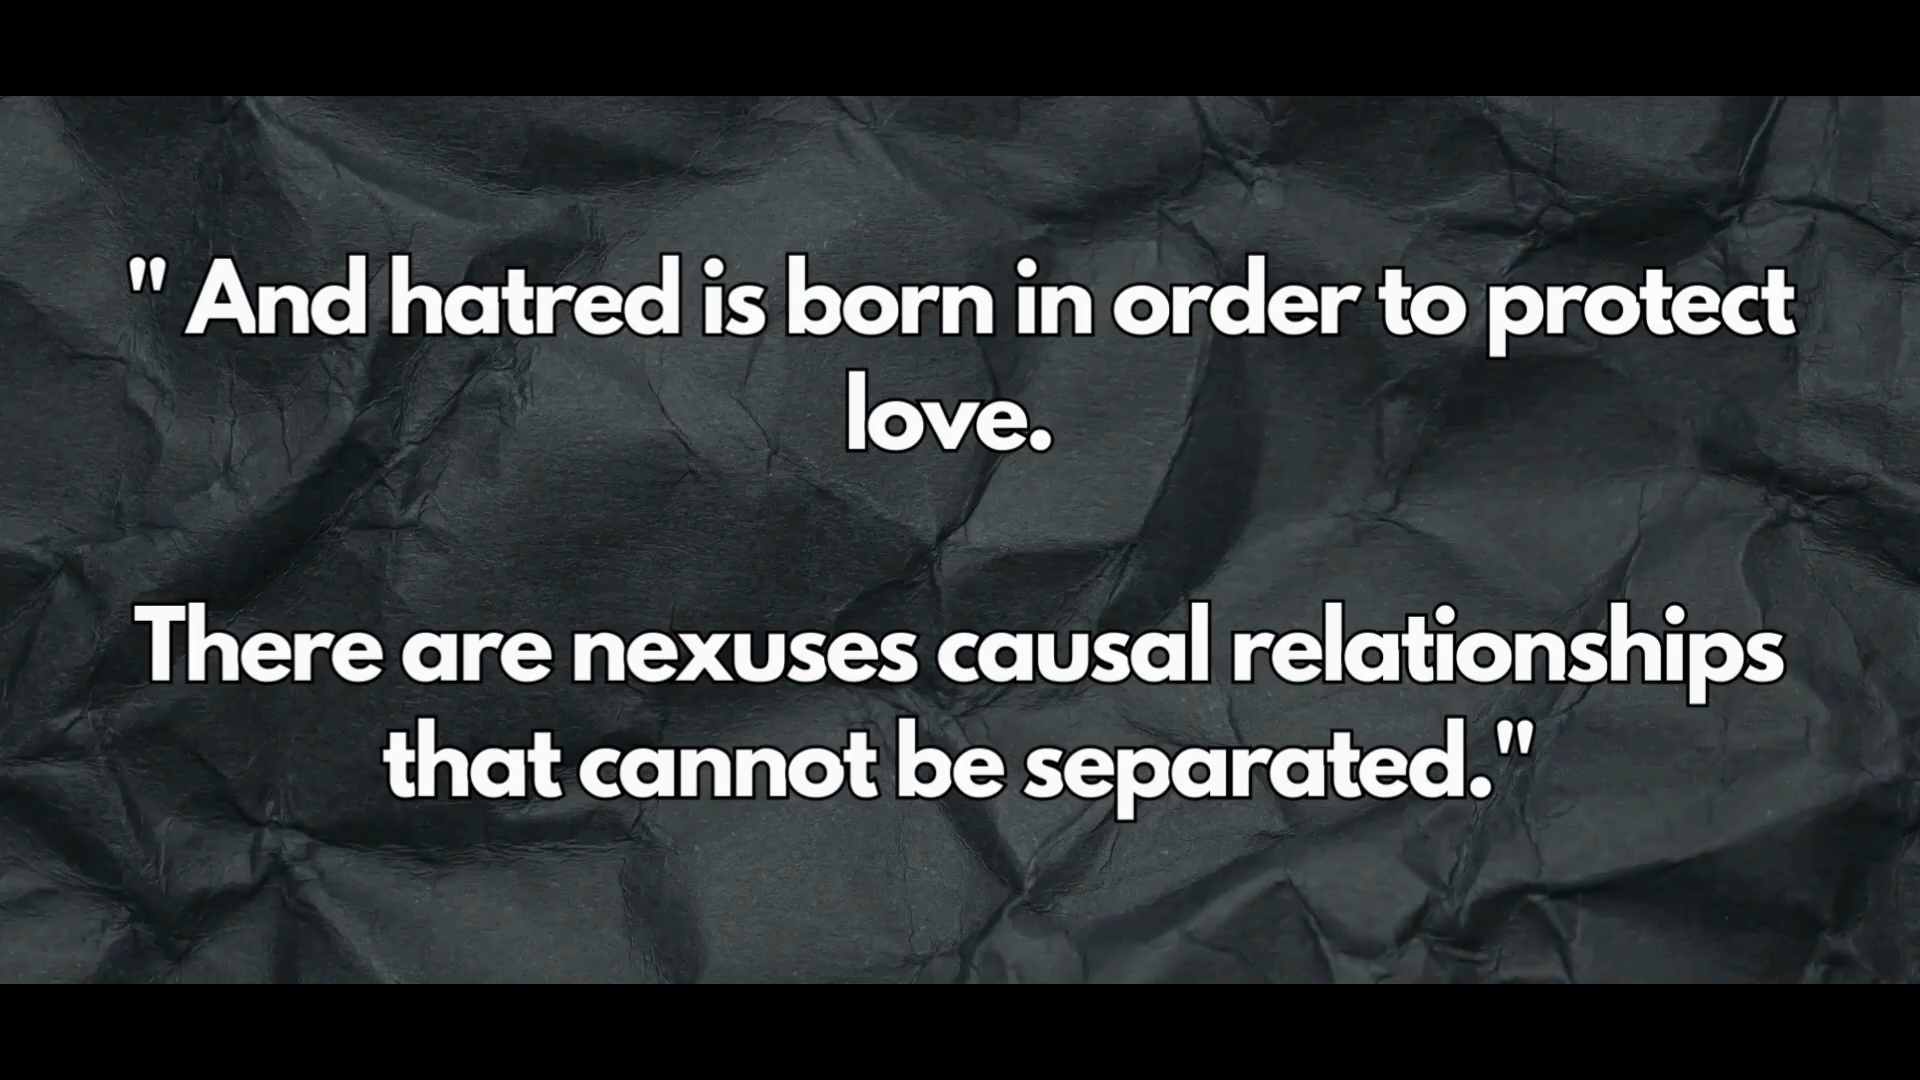 " And hatred is born in order to protect
love.
There are nexuses causal relationships
that cannot be separated."